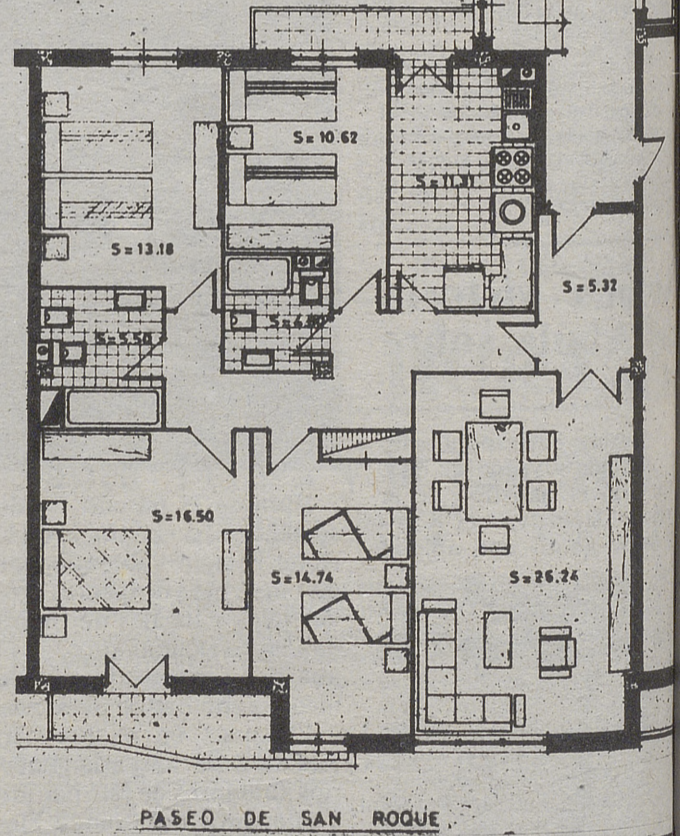 S=10.62
S=11.31
S=13.18
S=5.32
S=5.50
S=16.50
S=14.74
S=26.24
PASEO DE SAN ROQUE